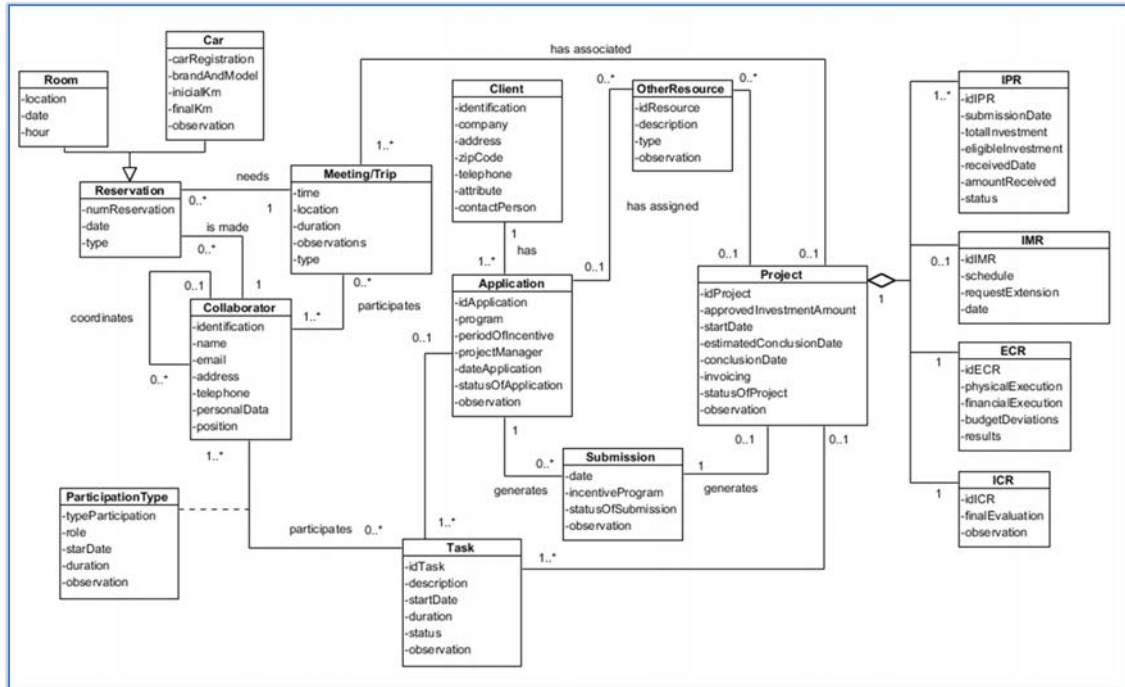 Car
-carRegistration
-brandAndModel
-inicialKm
-finalKm
-observation
Room
-location
-date
-hour
Reservation
-numReservation
-date
-type
needs
0..*
1
is made
0..*
1
Meeting/Trip
-time
-location
-duration
-observations
-type
1..*
has associated
0..1
Client
-identification
-company
-address
-zipCode
-telephone
-attribute
-contactPerson
1
has
1..*
OtherResource
-idResource
-description
-type
-observation
0..*
0..*
has assigned
0..1
0..1
Collaborator
-identification
-name
-email
-address
-telephone
-personalData
-position
coordinates
0..1
0..*
0..*
participates
1..*
Application
-idApplication
-program
-periodOfIncentive
-projectManager
-dateApplication
-statusOfApplication
-observation
0..1
1
0..*
generates
Project
-idProject
-approvedInvestmentAmount
-startDate
-estimatedConclusionDate
-conclusionDate
-invoicing
-statusOfProject
-observation
1
0..1
0..1
Submission
-date
-incentiveProgram
-statusOfSubmission
-observation
1
generates
ParticipationType
-typeParticipation
-role
-starDate
-duration
-observation
1..*
participates
0..*
1..*
1..*
Task
-idTask
-description
-startDate
-duration
-status
-observation
IPR
-idIPR
-submissionDate
-totalInvestment
-eligibleInvestment
-receivedDate
-amountReceived
-status
1..*
IMR
-idIMR
-schedule
-requestExtension
-date
0..1
ECR
-idECR
-physicalExecution
-financialExecution
-budgetDeviations
-results
1
ICR
-idICR
-finalEvaluation
-observation
1